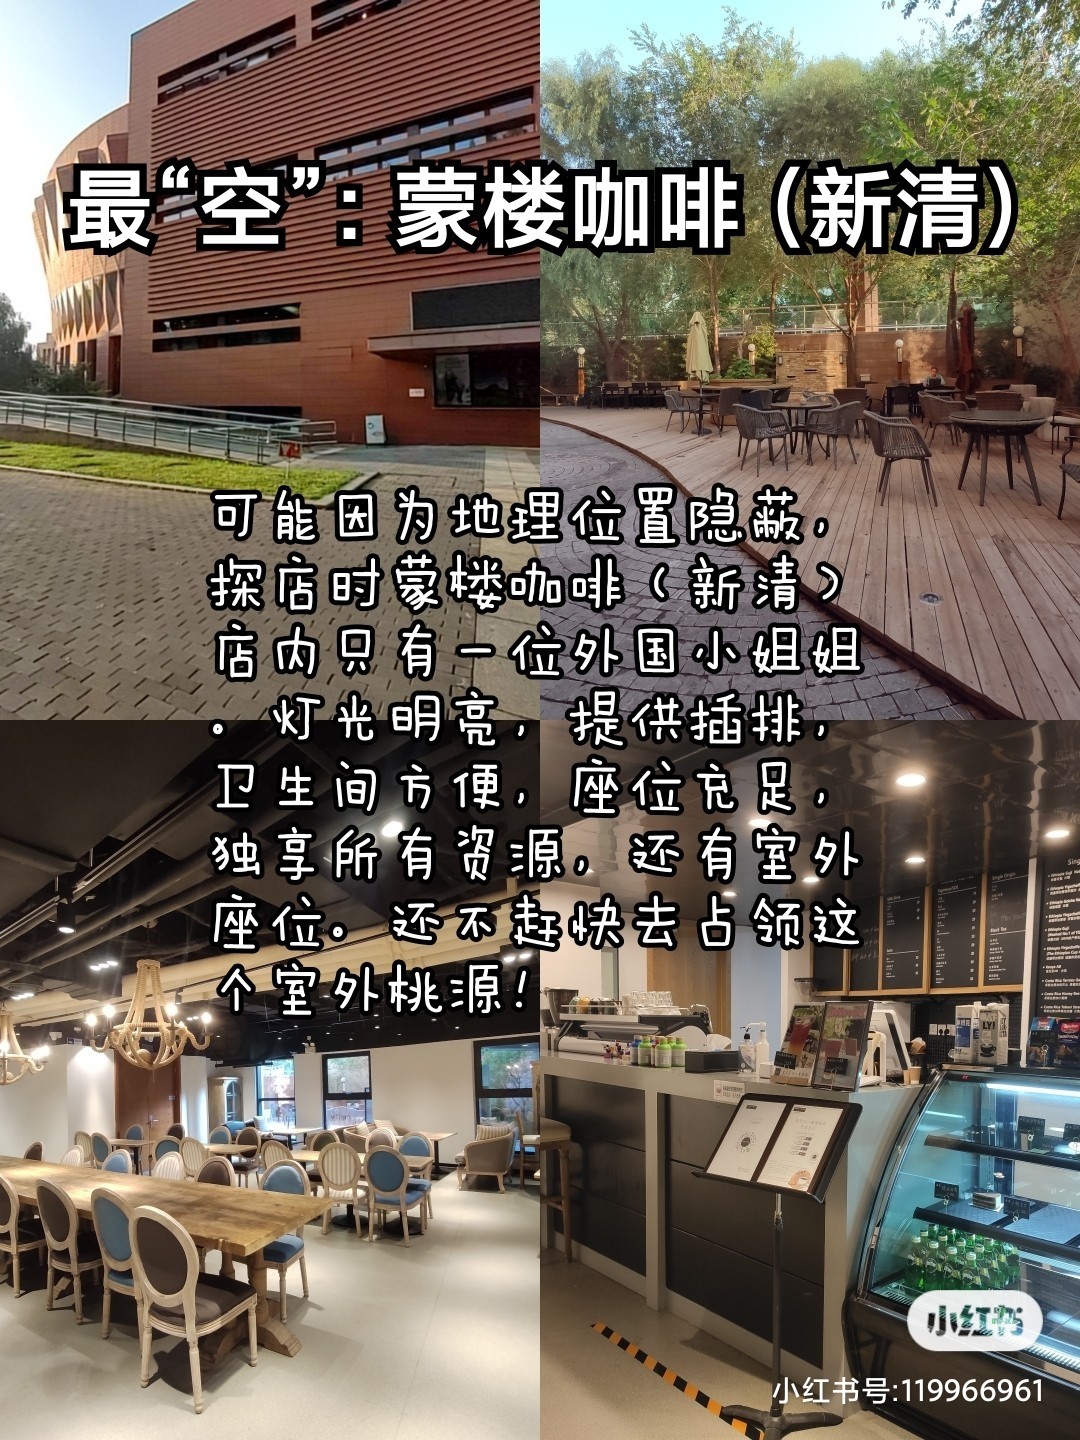 最“空”：蒙楼咖啡（新清）
可能因为地理位置隐蔽，
探店时蒙楼咖啡（新清）
店内只有一位外国小姐姐
。灯光明亮，提供插排，
卫生间方便，座位充足，
独享所有资源，还有室外
座位。还不赶快去占领这
个室外桃源！
Single Origin
小红书
小红书号:119966961